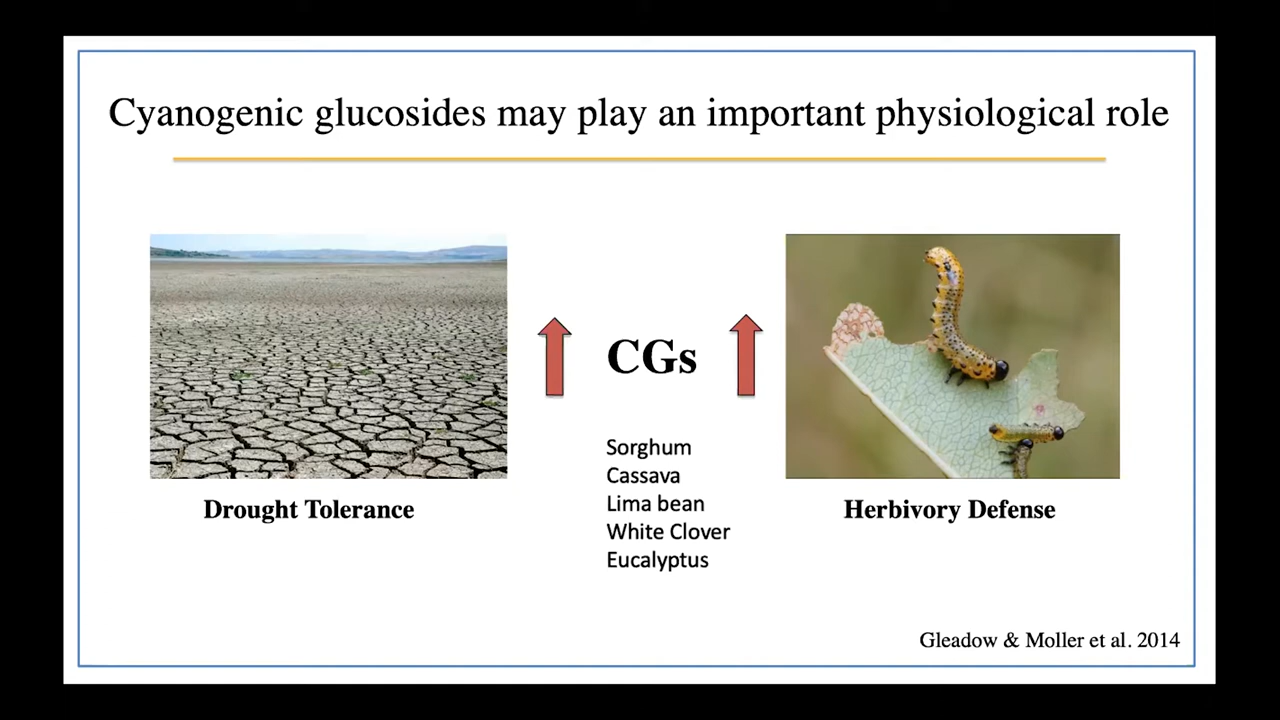 Cyanogenic glucosides may play an important physiological role
CGs
Sorghum
Cassava
Lima bean
White Clover
Eucalyptus
Drought Tolerance
Herbivory Defense
Gleadow & Moller et al. 2014